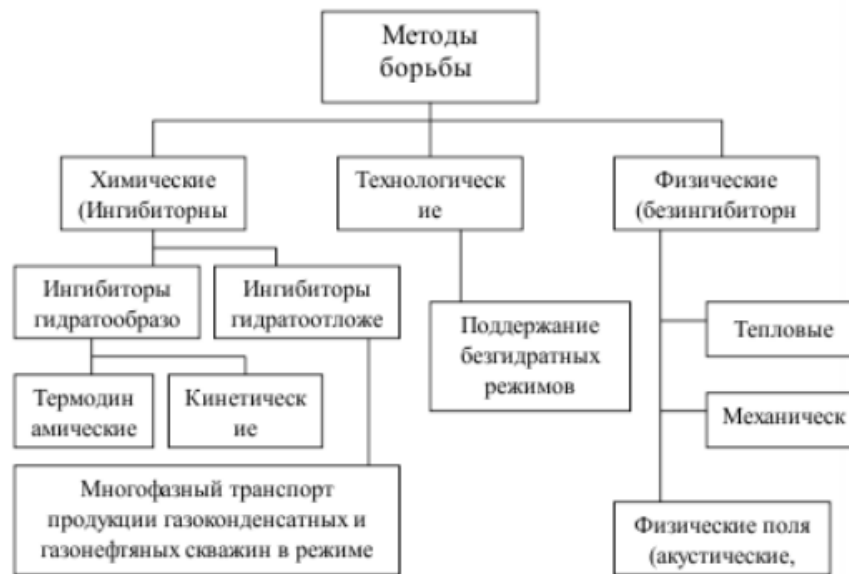 Методы
борьбы
Химические
(Ингибиторны
Технологическ
ие
Физические
(безингибиторн
Ингибиторы
гидратообразо
Ингибиторы
гидратоотложе
Поддержание
безгидратных
режимов
Тепловые
Термодин
амические
Кинетическ
ие
Механическ
Многофазный транспорт
продукции газоконденсатных и
газонефтяных скважин в режиме
Физические поля
(акустические,